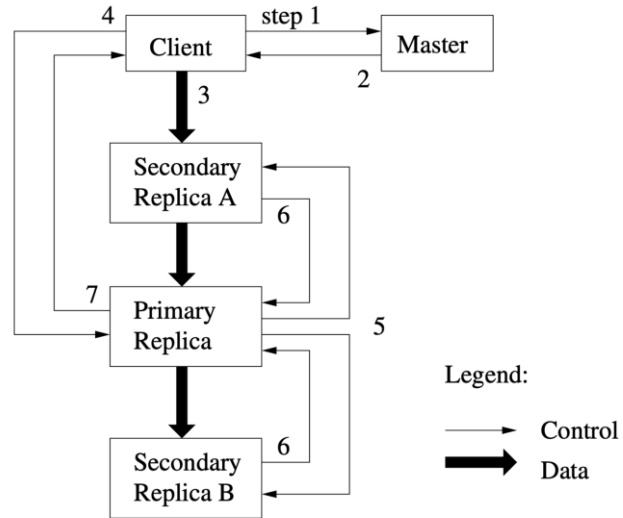 4
step 1
Client
Master
2
3
Secondary
Replica A
6
7
Primary
Replica
5
Legend:
Control
6
Data
Secondary
Replica B